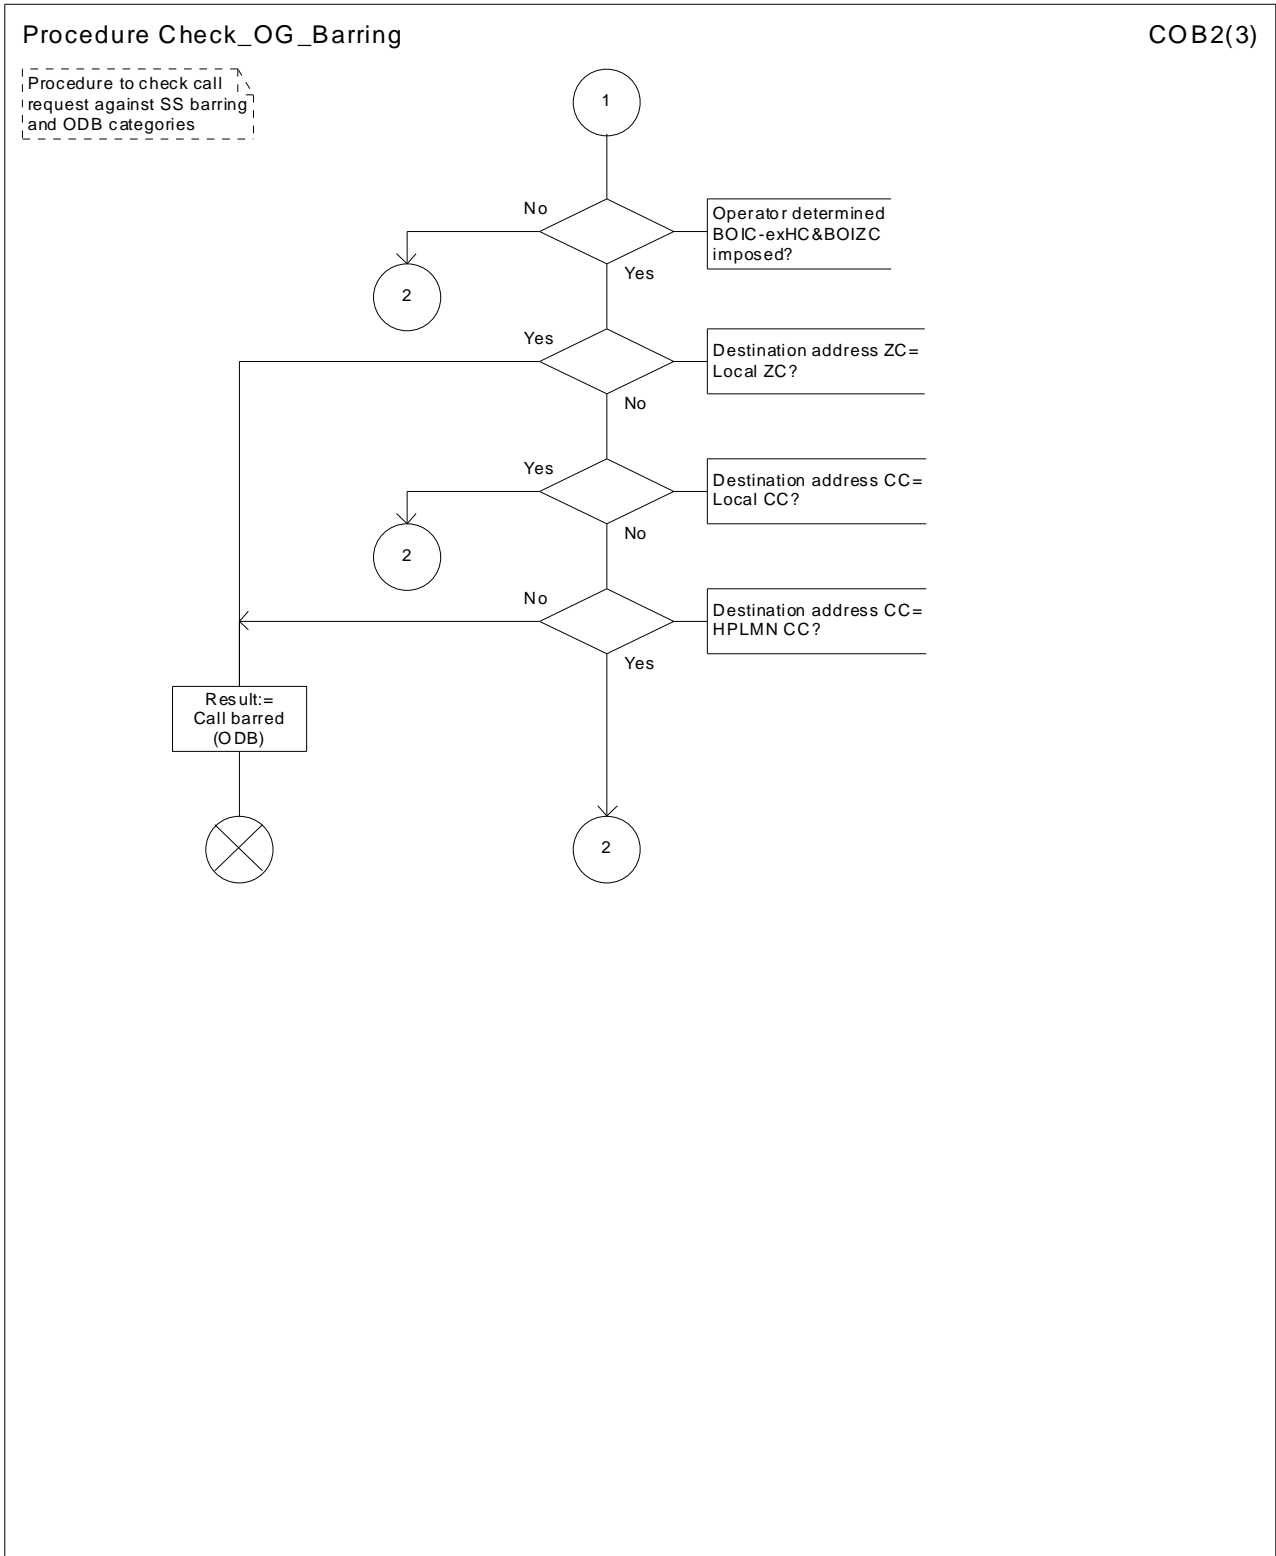 Procedure Check_OG_Barring
COB2(3)
Procedure to check call
request against SS barring
and ODB categories
1
No
Operator determined
BOIC-exHC&BOIZC
imposed?
Yes
2
Yes
Destination address ZC=
Local ZC?
No
Yes
Destination address CC=
Local CC?
No
2
No
Destination address CC=
HPLMN CC?
Yes
Result:=
Call barred
(ODB)
2